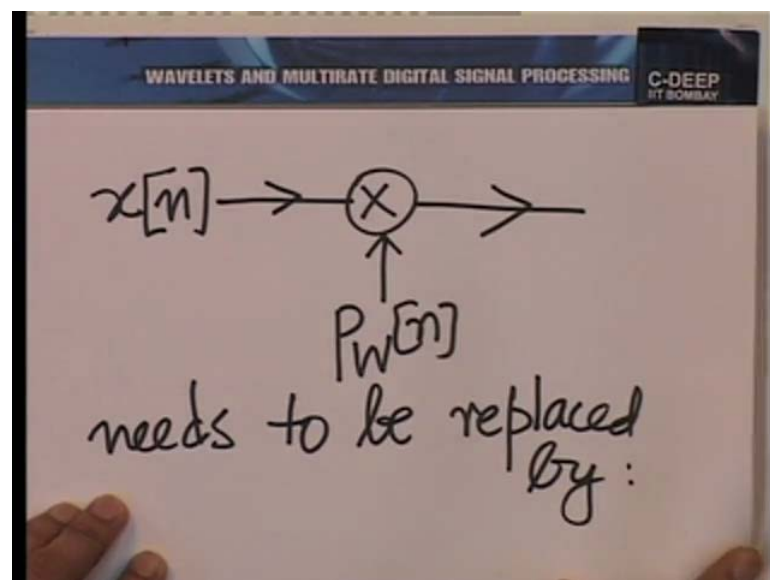 WAVELETS AND MULTIRATE DIGITAL SIGNAL PROCESSING
C-DEEP
IIT BOMBAY
x[n]
X
Pw[n]
needs to be replaced
by: